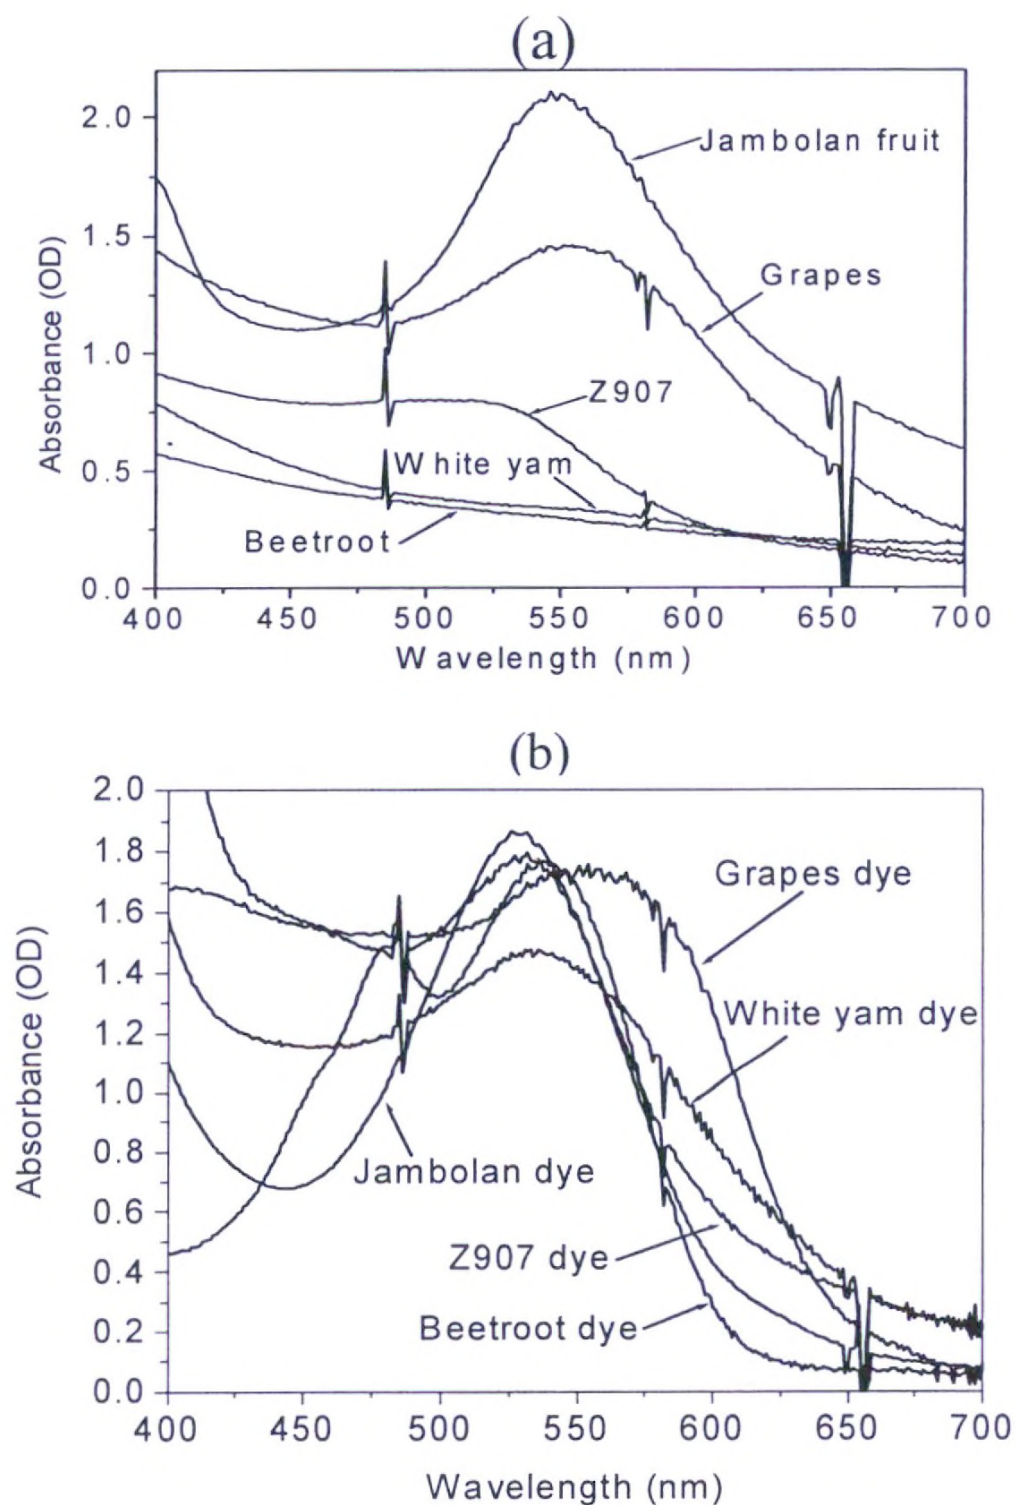 (a)
2.0
1.5
1.0
0.5
0.0
Absorbance (OD)
Jambolan fruit
Grapes
Z907
White yam
Beetroot
400 450 500 550 600 650 700
Wavelength (nm)
(b)
2.0
1.8
1.6
1.4
1.2
1.0
0.8
0.6
0.4
0.2
0.0
Absorbance (OD)
Grapes dye
White yam dye
Jambolan dye
Z907 dye
Beetroot dye
400 450 500 550 600 650 700
Wavelength (nm)